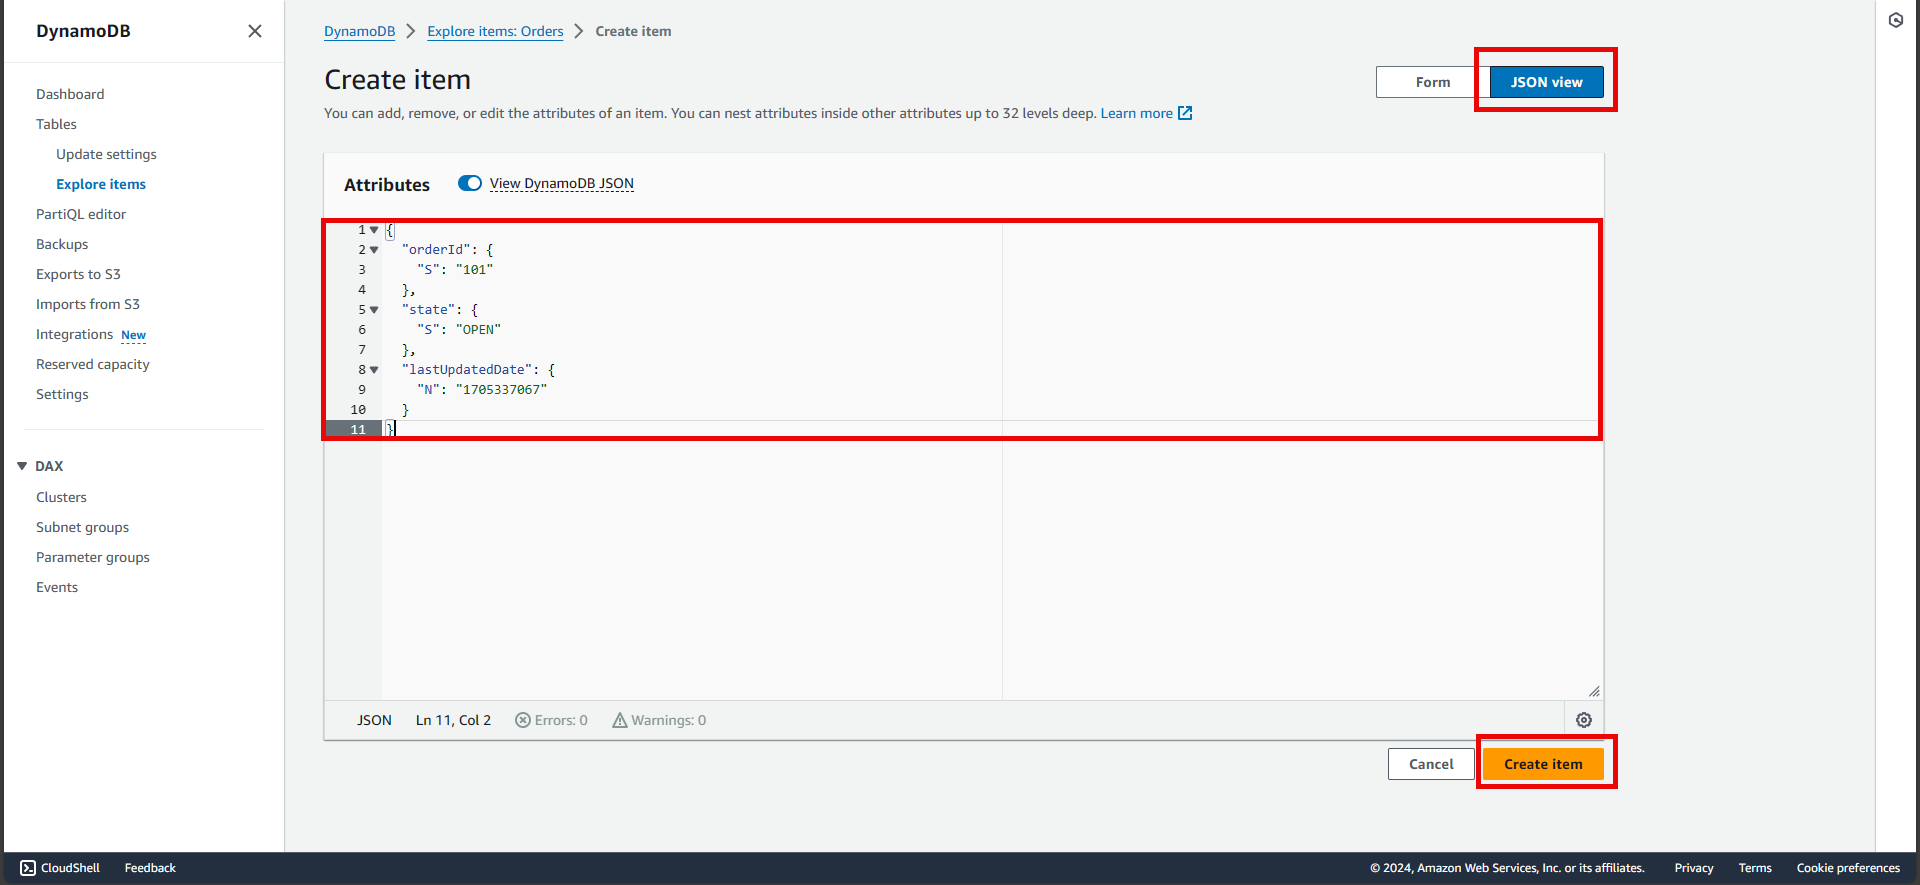 DynamoDB
Dashboard
Tables
Update settings
Explore items
PartiQL editor
Backups
Exports to S3
Imports from S3
Integrations New
Reserved capacity
Settings
DAX
Clusters
Subnet groups
Parameter groups
Events
DynamoDB > Explore items: Orders > Create item
Create item
Form JSON view
You can add, remove, or edit the attributes of an item. You can nest attributes inside other attributes up to 32 levels deep. Learn more
Attributes View DynamoDB JSON
1 {
2 "orderId": {
3 "S": "101"
4 },
5 "state": {
6 "S": "OPEN"
7 },
8 "lastUpdatedDate": {
9 "N": "1705337067"
10 }
11 }
JSON Ln 11, Col 2 Errors: 0 Warnings: 0
Cancel Create item
CloudShell Feedback © 2024, Amazon Web Services, Inc. or its affiliates. Privacy Terms Cookie preferences